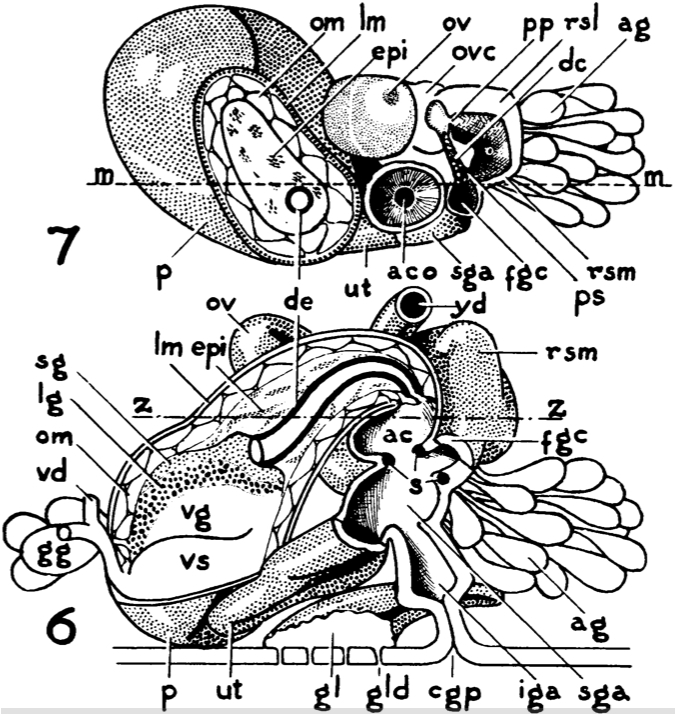 om lm ov pp rsl ag
epi ovc dc
m m
7
p de ut aco sga fgc ps rsm
ov yd
lm epi rsm
sg
lg z z
om ac fgc
vd s
vg
gg vs
6
ag
p ut gl gld cgp iga sga